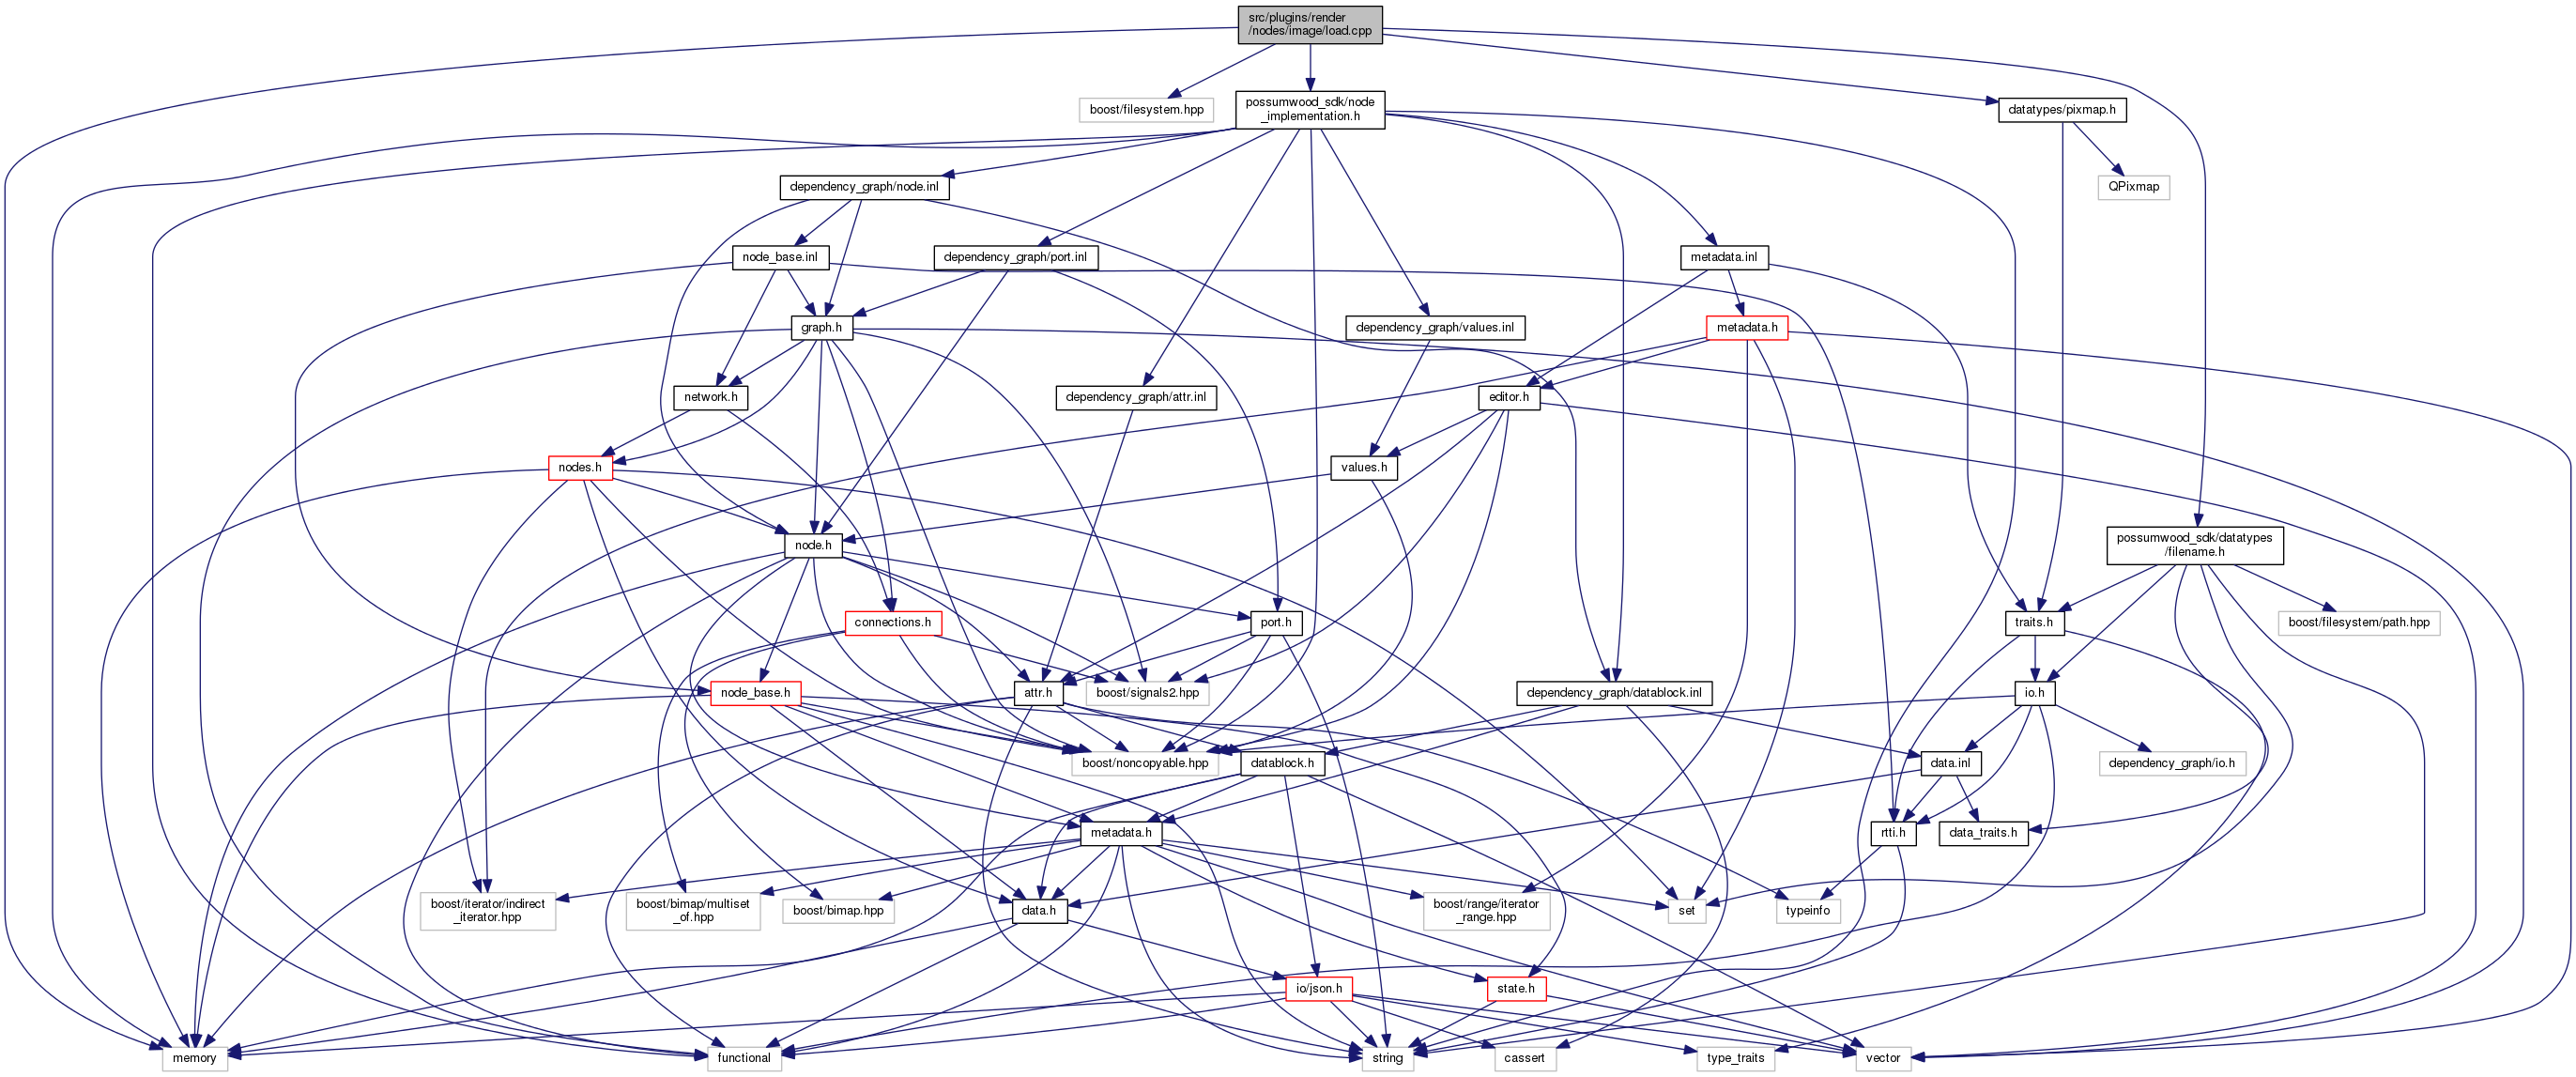 src/plugins/render
/nodes/image/load.cpp
boost/filesystem.hpp
possumwood_sdk/node
_implementation.h
datatypes/pixmap.h
dependency_graph/node.inl
QPixmap
node_base.inl
dependency_graph/port.inl
metadata.inl
graph.h
dependency_graph/values.inl
metadata.h
network.h
dependency_graph/attr.inl
editor.h
nodes.h
values.h
node.h
possumwood_sdk/datatypes
/filename.h
connections.h
port.h
traits.h
boost/filesystem/path.hpp
node_base.h
attr.h
boost/signals2.hpp
dependency_graph/datablock.inl
io.h
boost/noncopyable.hpp
datablock.h
data.inl
dependency_graph/io.h
metadata.h
rtti.h
data_traits.h
boost/iterator/indirect
_iterator.hpp
boost/bimap/multiset
_of.hpp
boost/bimap.hpp
data.h
boost/range/iterator
_range.hpp
set
typeinfo
io/json.h
state.h
memory
functional
string
cassert
type_traits
vector